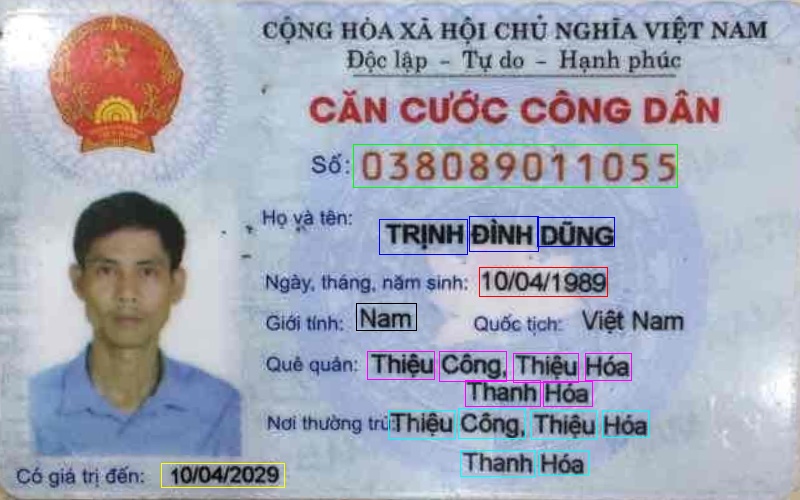 CỘNG HÒA XÃ HỘI CHỦ NGHĨA VIỆT NAM
Độc lập - Tự do - Hạnh phúc
CĂN CƯỚC CÔNG DÂN
Số: 038089011055
Họ và tên: TRỊNH ĐÌNH DŨNG
Ngày, tháng, năm sinh: 10/04/1989
Giới tính: Nam Quốc tịch: Việt Nam
Quê quán: Thiệu Công, Thiệu Hóa
Thanh Hóa
Nơi thường trú: Thiệu Công, Thiệu Hóa
Thanh Hóa
Có giá trị đến: 10/04/2029